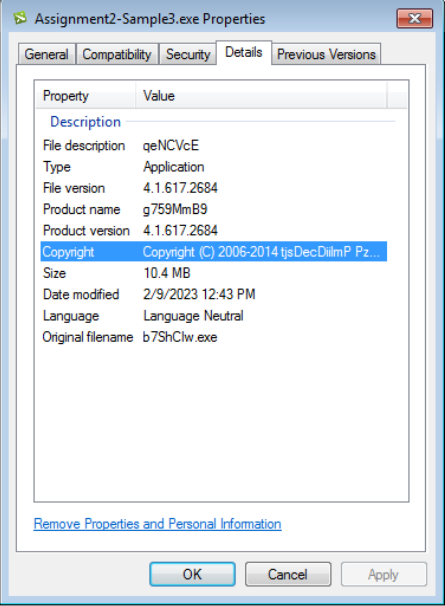 Assignment2-Sample3.exe Properties
General Compatibility Security Details Previous Versions
Property Value
Description
File description qeNCVcE
Type Application
File version 4.1.617.2684
Product name g759MmB9
Product version 4.1.617.2684
Copyright Copyright (C) 2006-2014 tjsDecDiilmP Pz...
Size 10.4 MB
Date modified 2/9/2023 12:43 PM
Language Language Neutral
Original filename b7ShClw.exe
Remove Properties and Personal Information
OK Cancel Apply